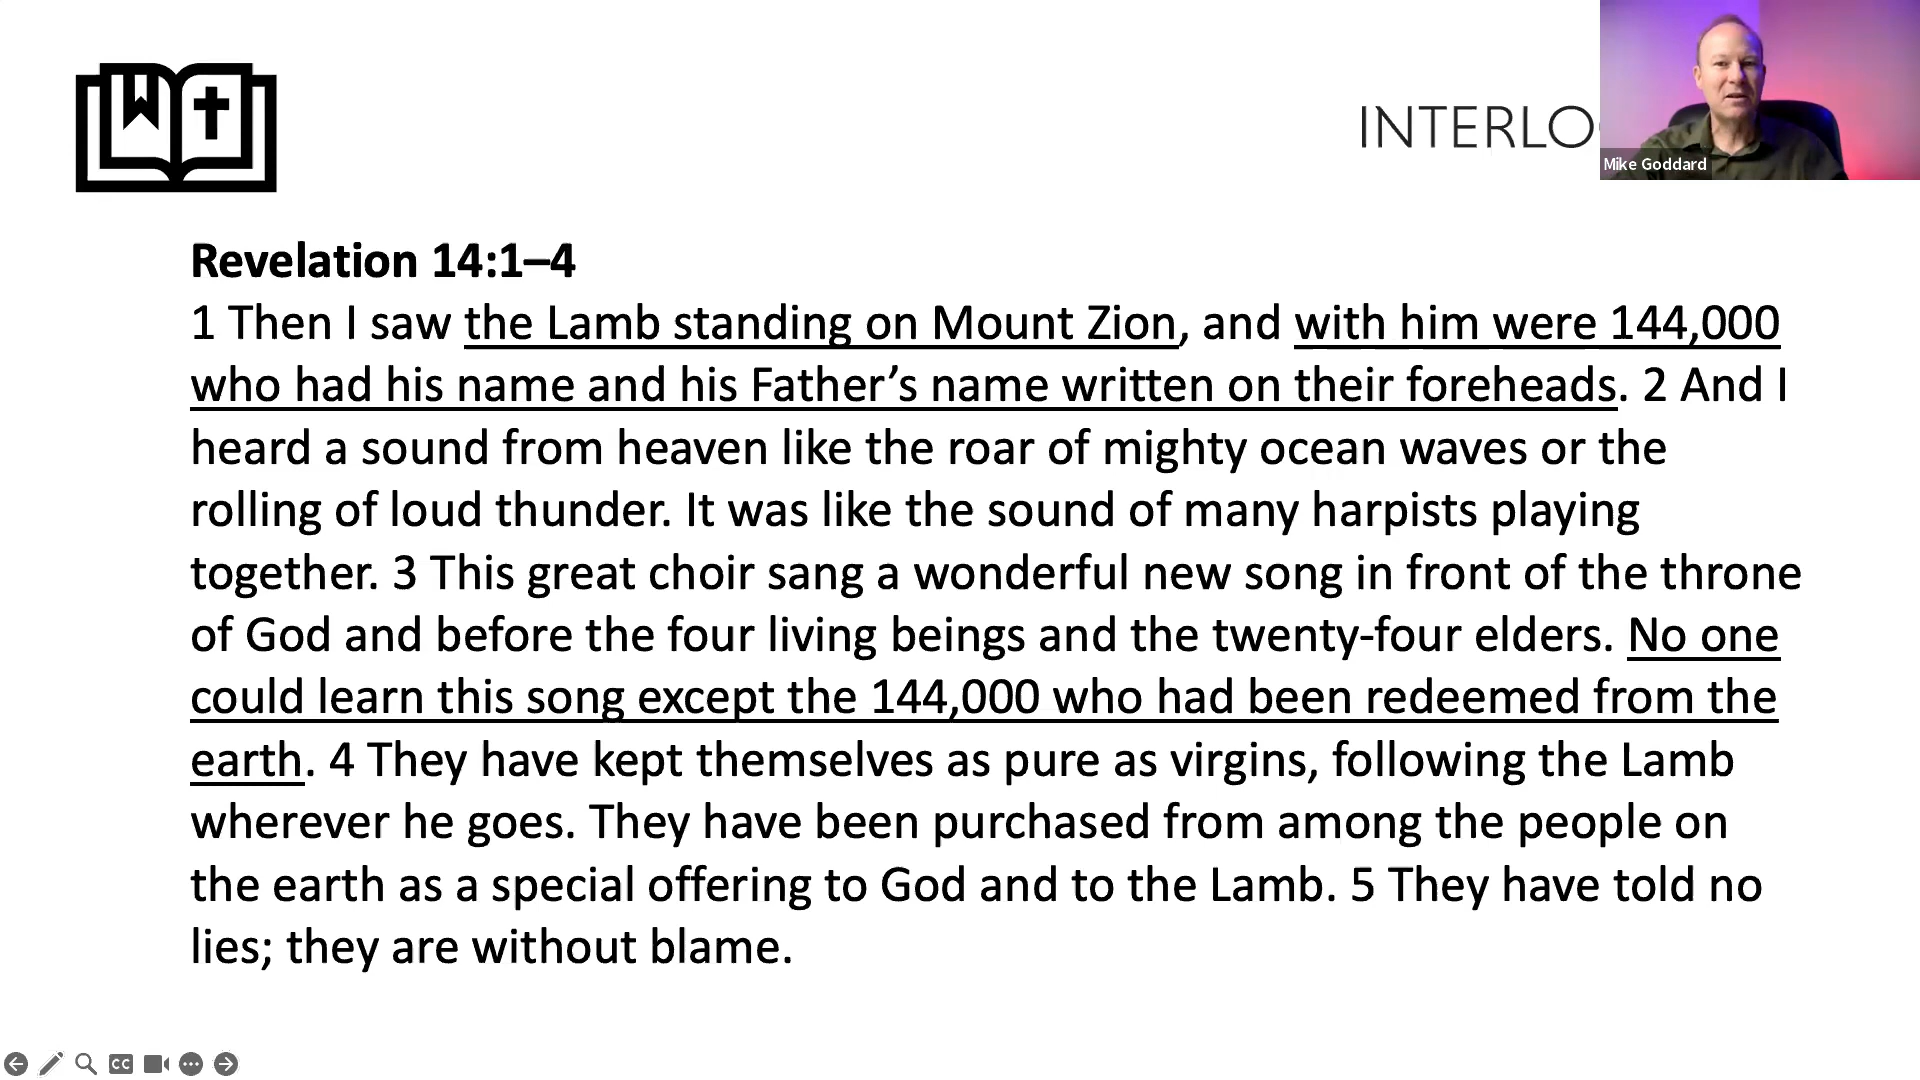 INTERLO
Mike Goddard
Revelation 14:1–4
1 Then I saw the Lamb standing on Mount Zion, and with him were 144,000
who had his name and his Father’s name written on their foreheads. 2 And I
heard a sound from heaven like the roar of mighty ocean waves or the
rolling of loud thunder. It was like the sound of many harpists playing
together. 3 This great choir sang a wonderful new song in front of the throne
of God and before the four living beings and the twenty-four elders. No one
could learn this song except the 144,000 who had been redeemed from the
earth. 4 They have kept themselves as pure as virgins, following the Lamb
wherever he goes. They have been purchased from among the people on
the earth as a special offering to God and to the Lamb. 5 They have told no
lies; they are without blame.
CC